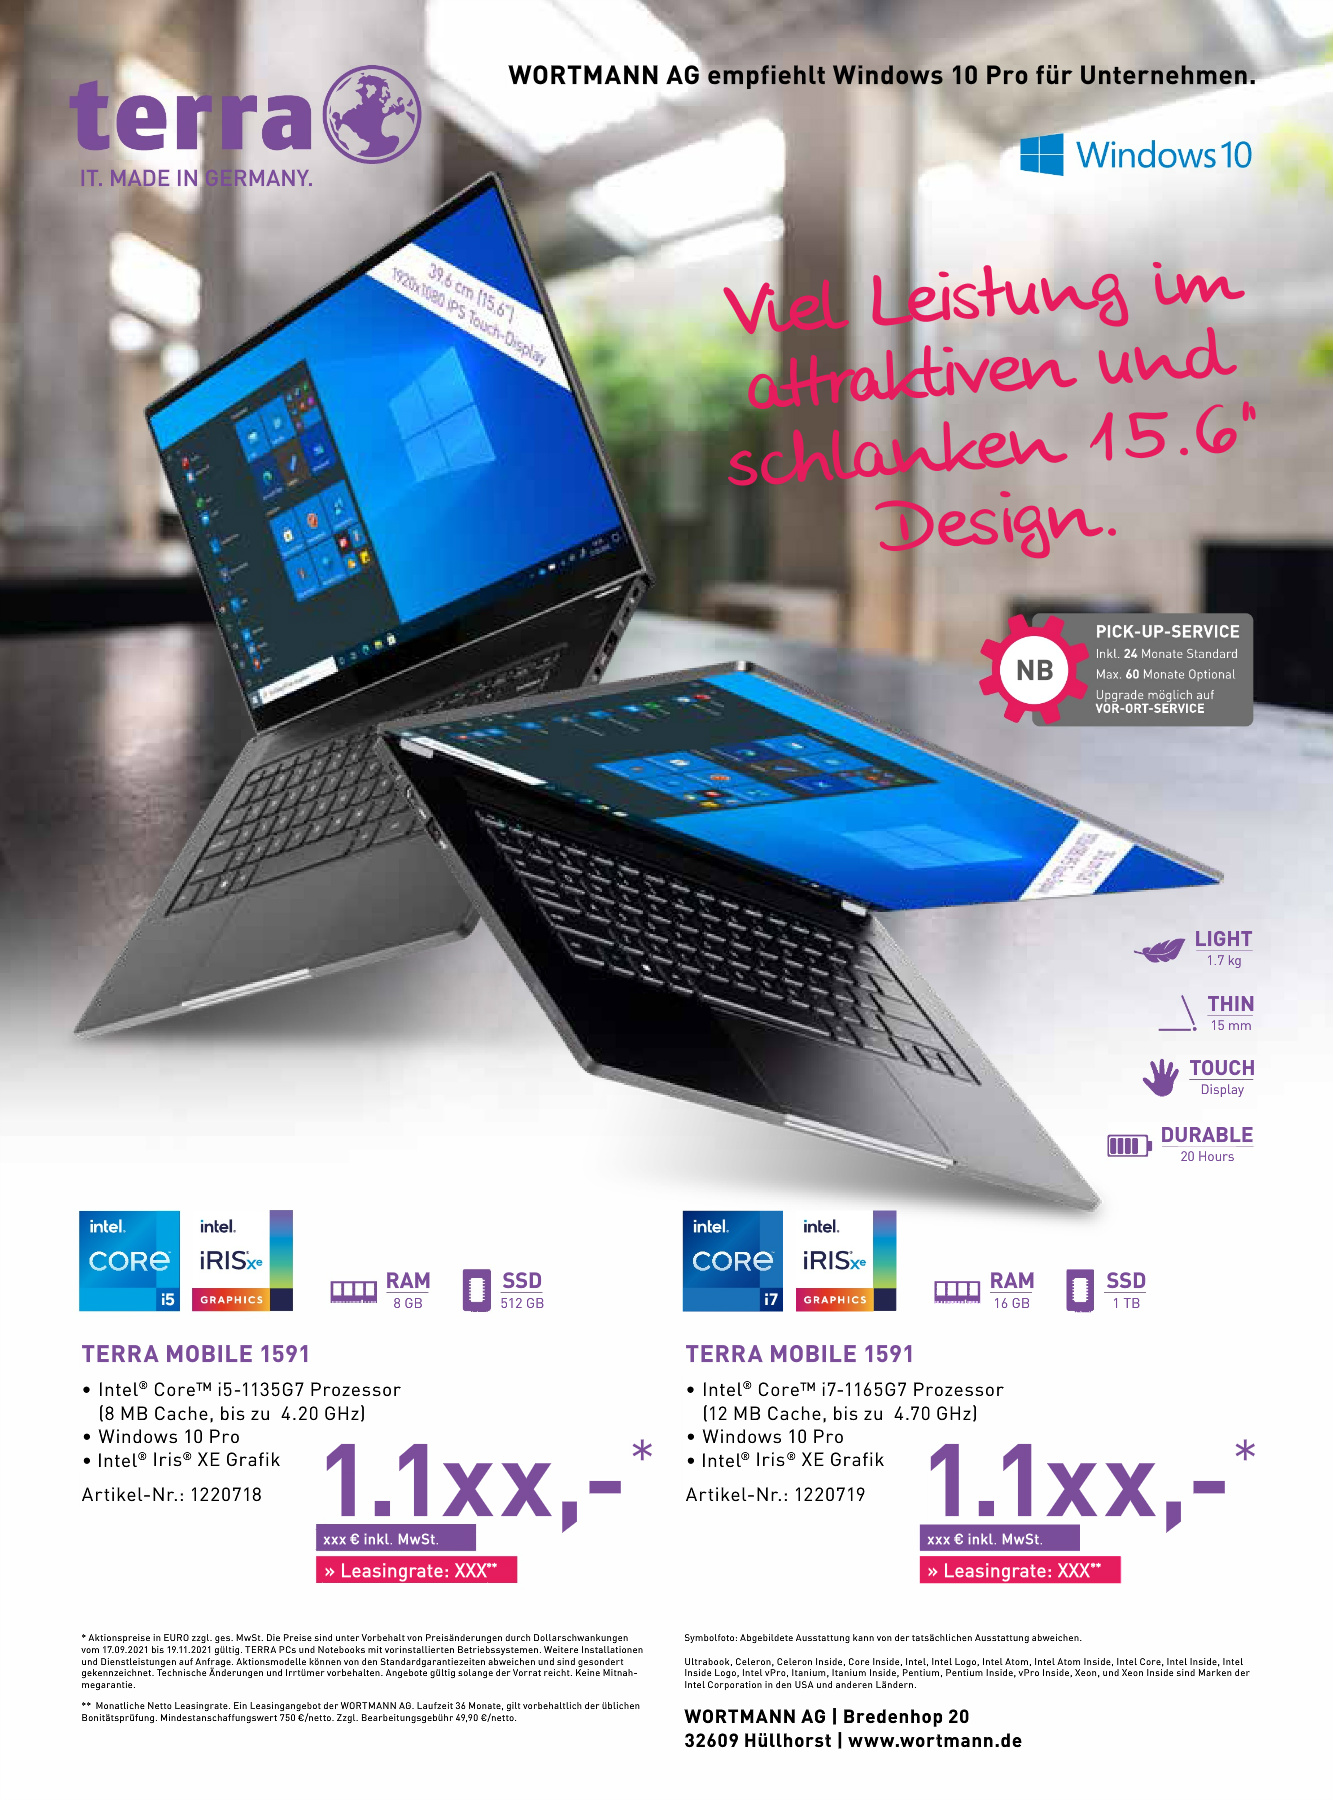 terra
IT. MADE IN GERMANY.
WORTMANN AG empfiehlt Windows 10 Pro für Unternehmen.
Windows 10
39.6 cm (15.6")
1920x1080 IPS Touch-Display
Viel Leistung im
attraktiven und
schlanken 15.6"
Design.
NB
PICK-UP-SERVICE
Inkl. 24 Monate Standard
Max. 60 Monate Optional
Upgrade möglich auf
VOR-ORT-SERVICE
LIGHT
1.7 kg
THIN
15 mm
TOUCH
Display
DURABLE
20 Hours
intel.
CORe™
i5
intel.
iRISxe
GRAPHICS
RAM
8 GB
SSD
512 GB
TERRA MOBILE 1591
• Intel® Core™ i5-1135G7 Prozessor
(8 MB Cache, bis zu 4.20 GHz)
• Windows 10 Pro
• Intel® Iris® XE Grafik
Artikel-Nr.: 1220718
1.1xx,-*
xxx € inkl. MwSt.
» Leasingrate: XXX**
intel.
CORe™
i7
intel.
iRISxe
GRAPHICS
RAM
16 GB
SSD
1 TB
TERRA MOBILE 1591
• Intel® Core™ i7-1165G7 Prozessor
(12 MB Cache, bis zu 4.70 GHz)
• Windows 10 Pro
• Intel® Iris® XE Grafik
Artikel-Nr.: 1220719
1.1xx,-*
xxx € inkl. MwSt.
» Leasingrate: XXX**
* Aktionspreise in EURO zzgl. ges. MwSt. Die Preise sind unter Vorbehalt von Preisänderungen durch Dollarschwankungen
vom 17.09.2021 bis 19.11.2021 gültig. TERRA PCs und Notebooks mit vorinstallierten Betriebssystemen. Weitere Installationen
und Dienstleistungen auf Anfrage. Aktionsmodelle können von den Standardgarantiezeiten abweichen und sind gesondert
gekennzeichnet. Technische Änderungen und Irrtümer vorbehalten. Angebote gültig solange der Vorrat reicht. Keine Mitnah-
megarantie.
** Monatliche Netto Leasingrate. Ein Leasingangebot der WORTMANN AG. Laufzeit 36 Monate, gilt vorbehaltlich der üblichen
Bonitätsprüfung. Mindestanschaffungswert 750 €/netto. Zzgl. Bearbeitungsgebühr 49,90 €/netto.
Symbolfoto: Abgebildete Ausstattung kann von der tatsächlichen Ausstattung abweichen.
Ultrabook, Celeron, Celeron Inside, Core Inside, Intel, Intel Logo, Intel Atom, Intel Atom Inside, Intel Core, Intel Inside, Intel
Inside Logo, Intel vPro, Itanium, Itanium Inside, Pentium, Pentium Inside, vPro Inside, Xeon, und Xeon Inside sind Marken der
Intel Corporation in den USA und anderen Ländern.
WORTMANN AG | Bredenhop 20
32609 Hüllhorst | www.wortmann.de